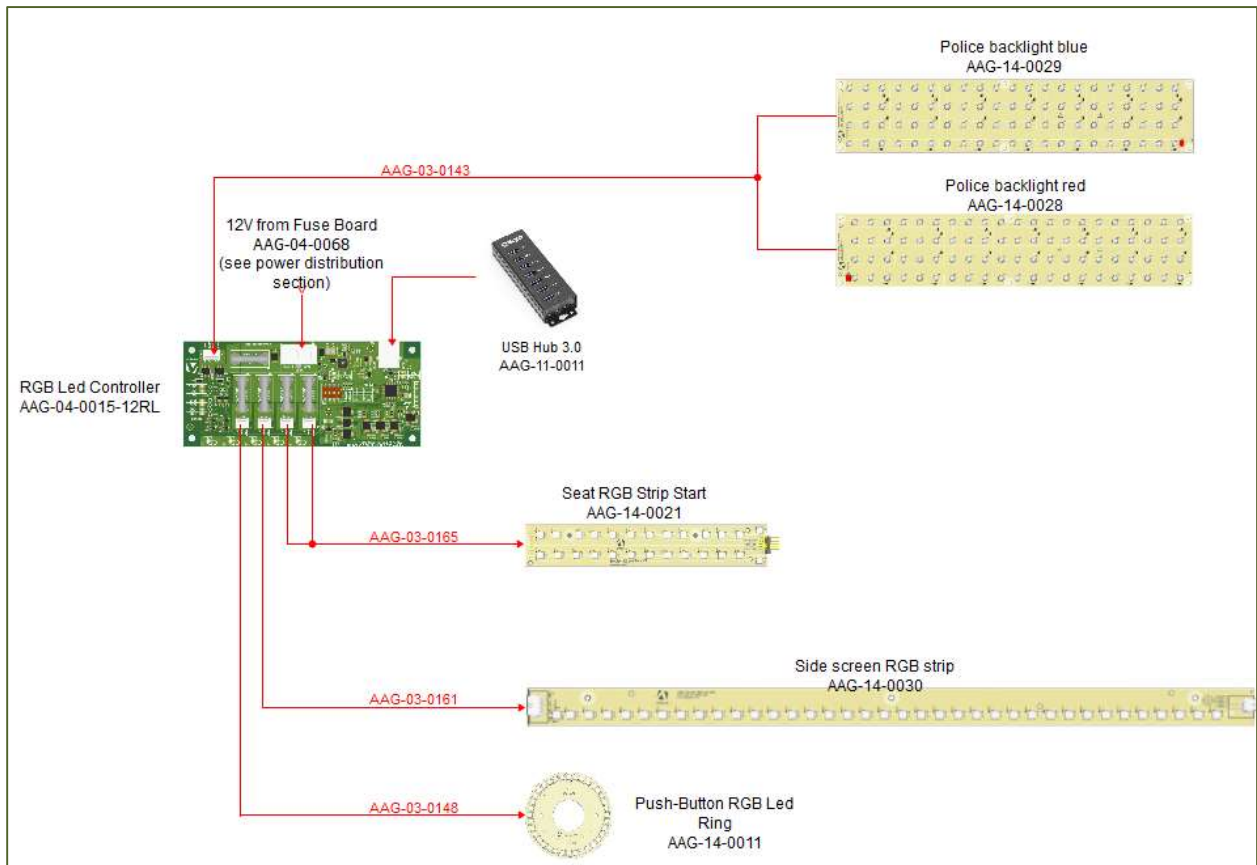 Police backlight blue
AAG-14-0029
AAG-03-0143
Police backlight red
AAG-14-0028
12V from Fuse Board
AAG-04-0068
(see power distribution
section)
USB Hub 3.0
AAG-11-0011
RGB Led Controller
AAG-04-0015-12RL
Seat RGB Strip Start
AAG-14-0021
AAG-03-0165
Side screen RGB strip
AAG-14-0030
AAG-03-0161
AAG-03-0148
Push-Button RGB Led
Ring
AAG-14-0011